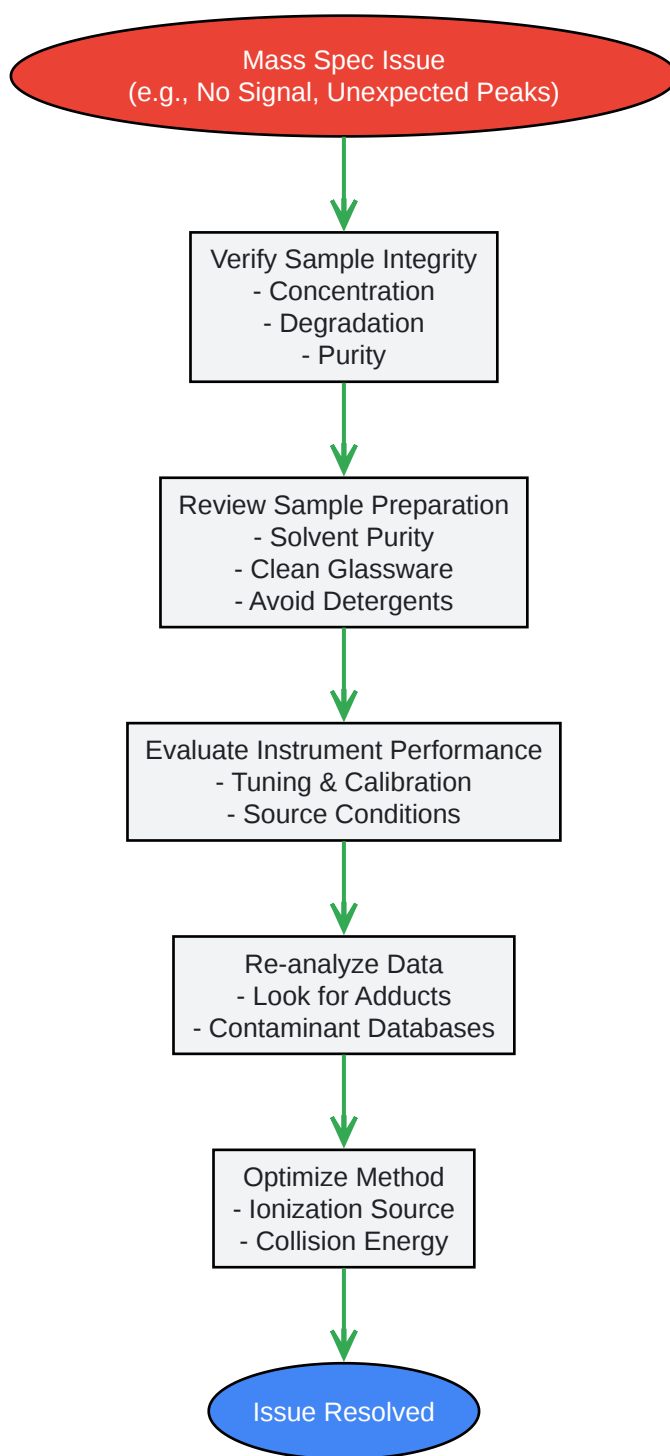 Mass Spec Issue
(e.g., No Signal, Unexpected Peaks)
Verify Sample Integrity
- Concentration
- Degradation
- Purity
Review Sample Preparation
- Solvent Purity
- Clean Glassware
- Avoid Detergents
Evaluate Instrument Performance
- Tuning & Calibration
- Source Conditions
Re-analyze Data
- Look for Adducts
- Contaminant Databases
Optimize Method
- Ionization Source
- Collision Energy
Issue Resolved